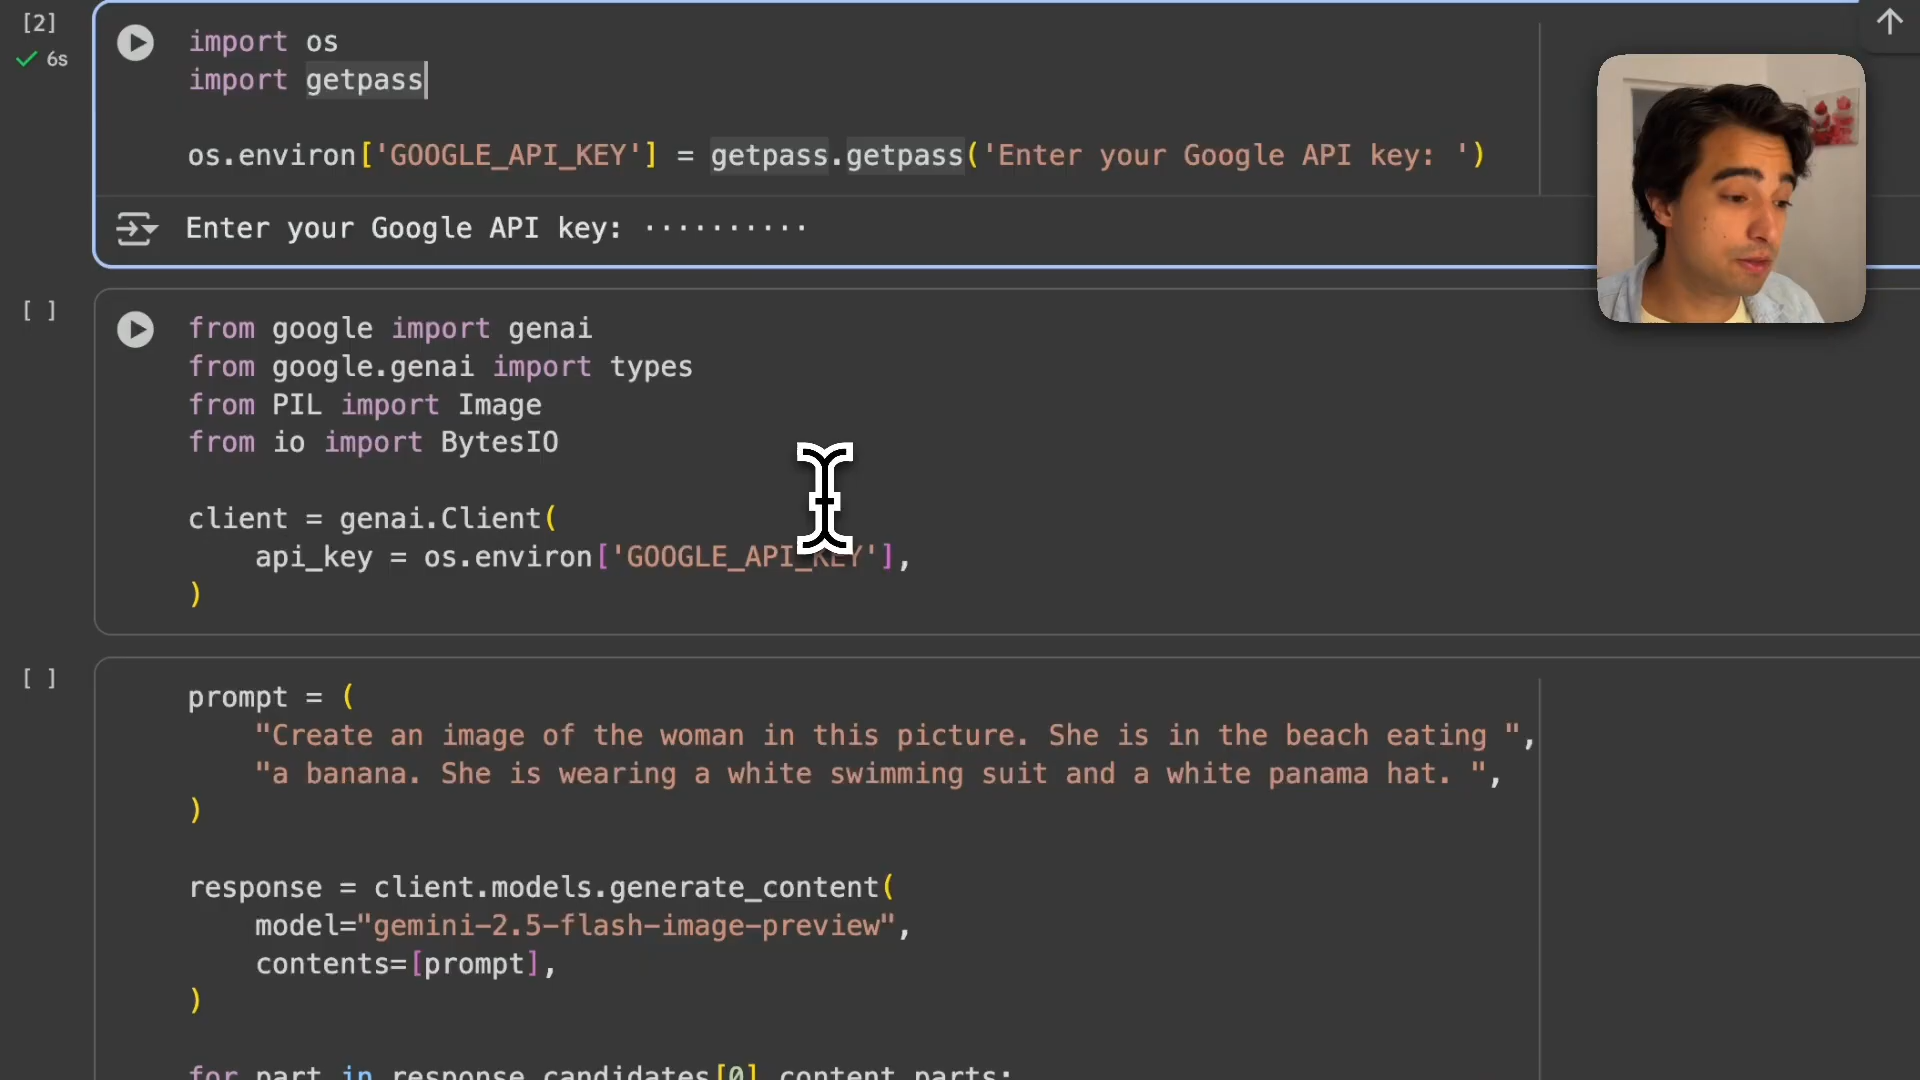 [2]
6s
import os
import getpass
os.environ['GOOGLE_API_KEY'] = getpass.getpass('Enter your Google API key: ')
Enter your Google API key: ··········
[ ]
from google import genai
from google.genai import types
from PIL import Image
from io import BytesIO
client = genai.Client(
api_key = os.environ['GOOGLE_API_KEY'],
)
[ ]
prompt = (
"Create an image of the woman in this picture. She is in the beach eating ",
"a banana. She is wearing a white swimming suit and a white panama hat. ",
)
response = client.models.generate_content(
model="gemini-2.5-flash-image-preview",
contents=[prompt],
)
for part in response.candidates[0].content.parts: